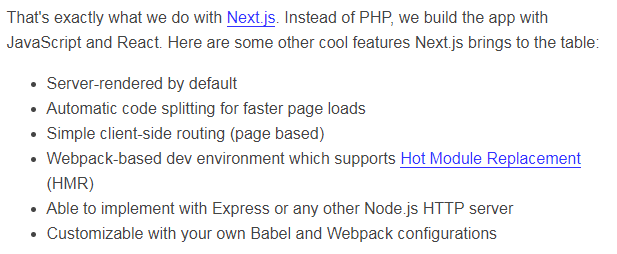 That's exactly what we do with Next.js. Instead of PHP, we build the app with
JavaScript and React. Here are some other cool features Next.js brings to the table:
• Server-rendered by default
• Automatic code splitting for faster page loads
• Simple client-side routing (page based)
• Webpack-based dev environment which supports Hot Module Replacement
(HMR)
• Able to implement with Express or any other Node.js HTTP server
• Customizable with your own Babel and Webpack configurations